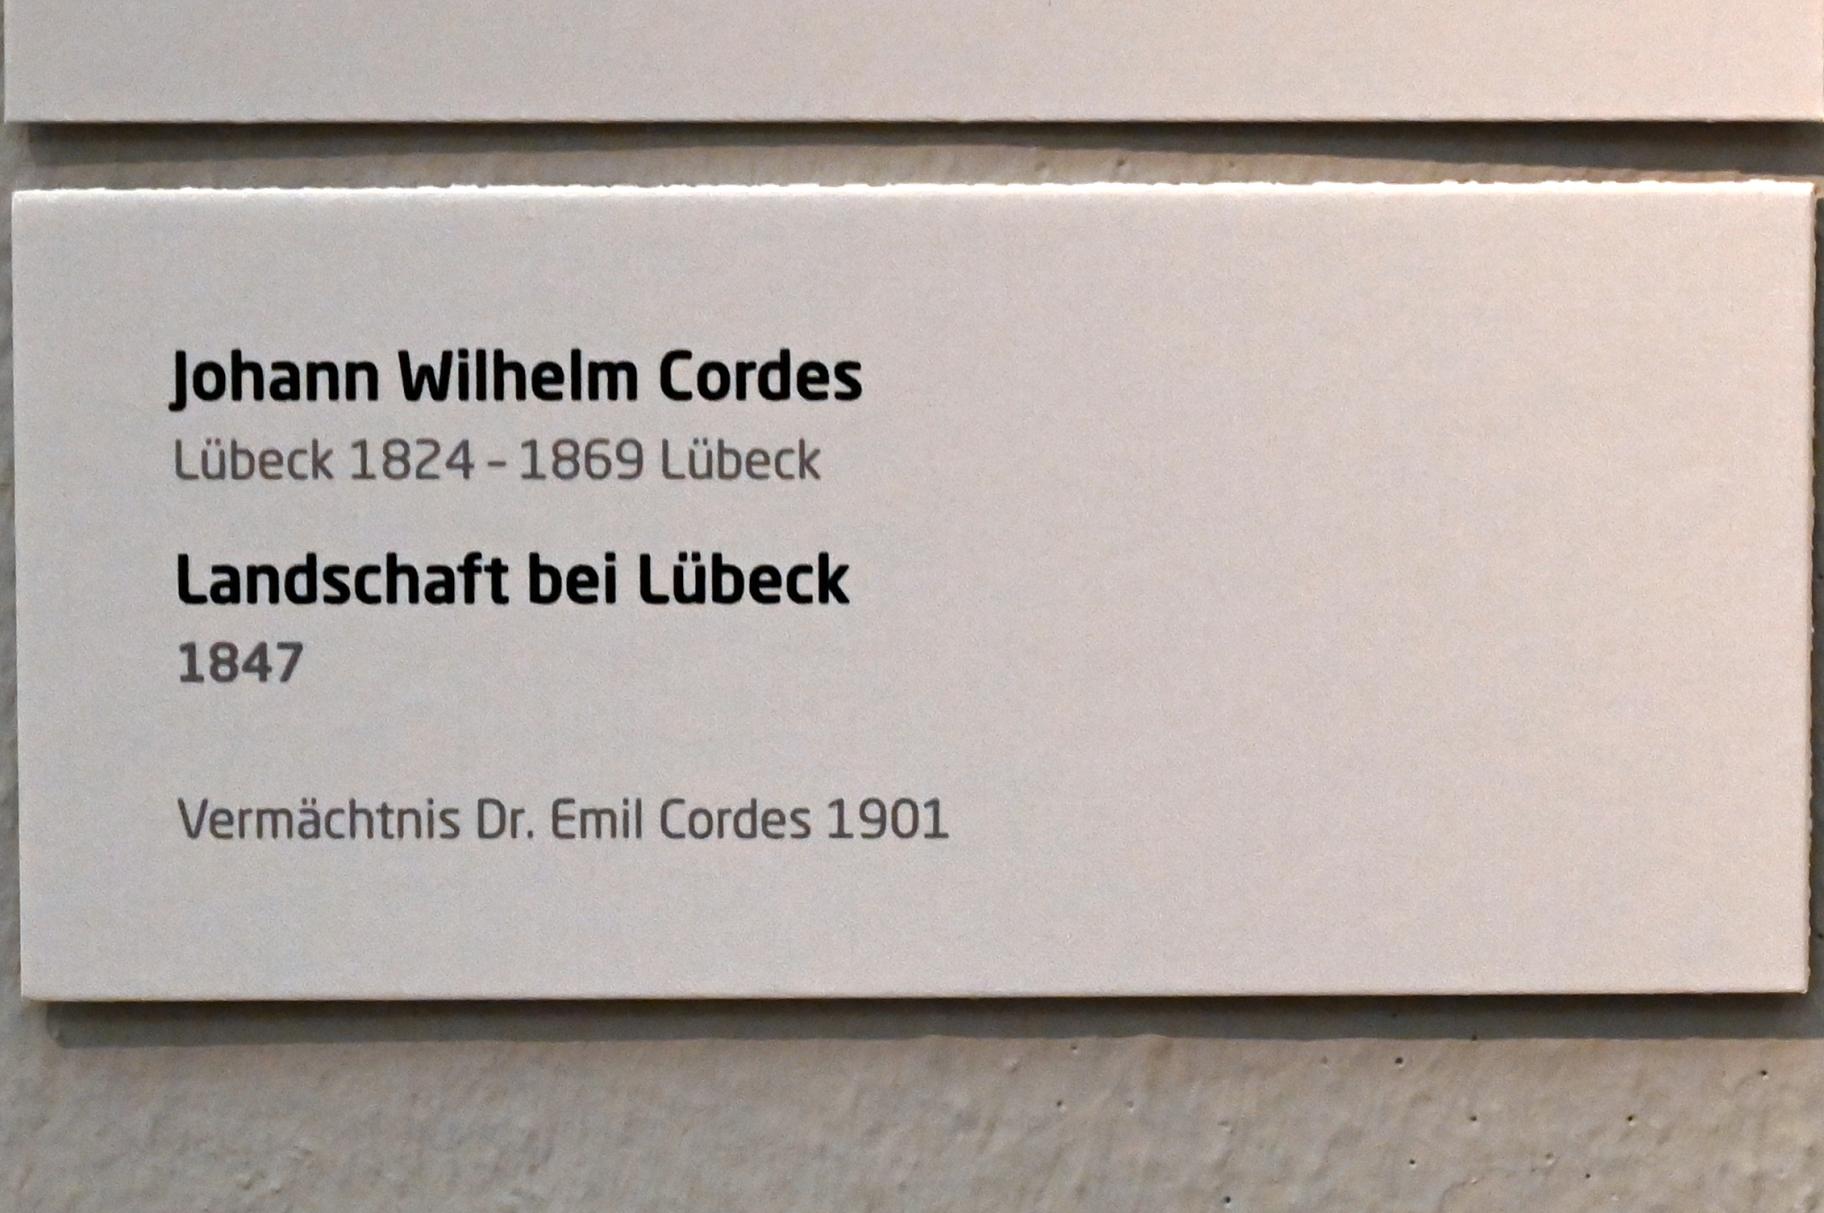 Johann Wilhelm Cordes
Lübeck 1824 – 1869 Lübeck
Landschaft bei Lübeck
1847
Vermächtnis Dr. Emil Cordes 1901